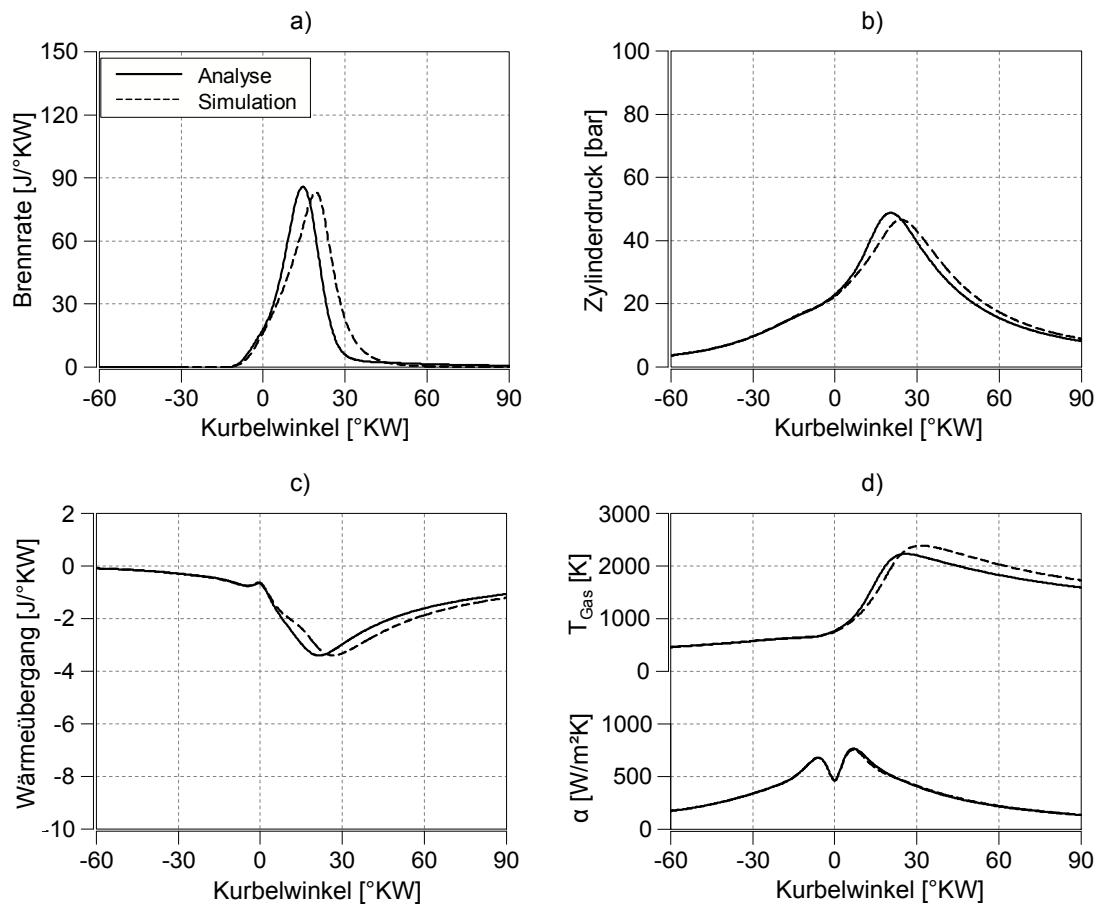 a)
150
120
90
60
30
0
Brennrate [J/°KW]
Analyse
Simulation
-60 -30 0 30 60 90
Kurbelwinkel [°KW]
b)
100
80
60
40
20
0
Zylinderdruck [bar]
-60 -30 0 30 60 90
Kurbelwinkel [°KW]
c)
2
0
-2
-4
-6
-8
-10
Wärmeübergang [J/°KW]
-60 -30 0 30 60 90
Kurbelwinkel [°KW]
d)
3000
2000
1000
0
TGas [K]
1000
500
0
α [W/m²K]
-60 -30 0 30 60 90
Kurbelwinkel [°KW]